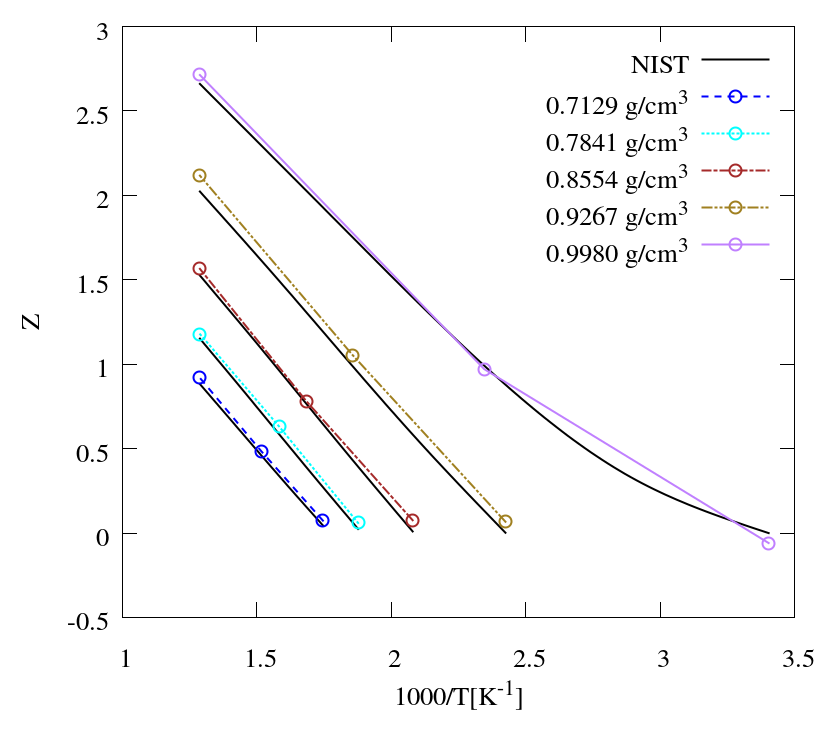 3
2.5
2
1.5
1
0.5
0
-0.5
Z
NIST
0.7129 g/cm³
0.7841 g/cm³
0.8554 g/cm³
0.9267 g/cm³
0.9980 g/cm³
1 1.5 2 2.5 3 3.5
1000/T[K⁻¹]